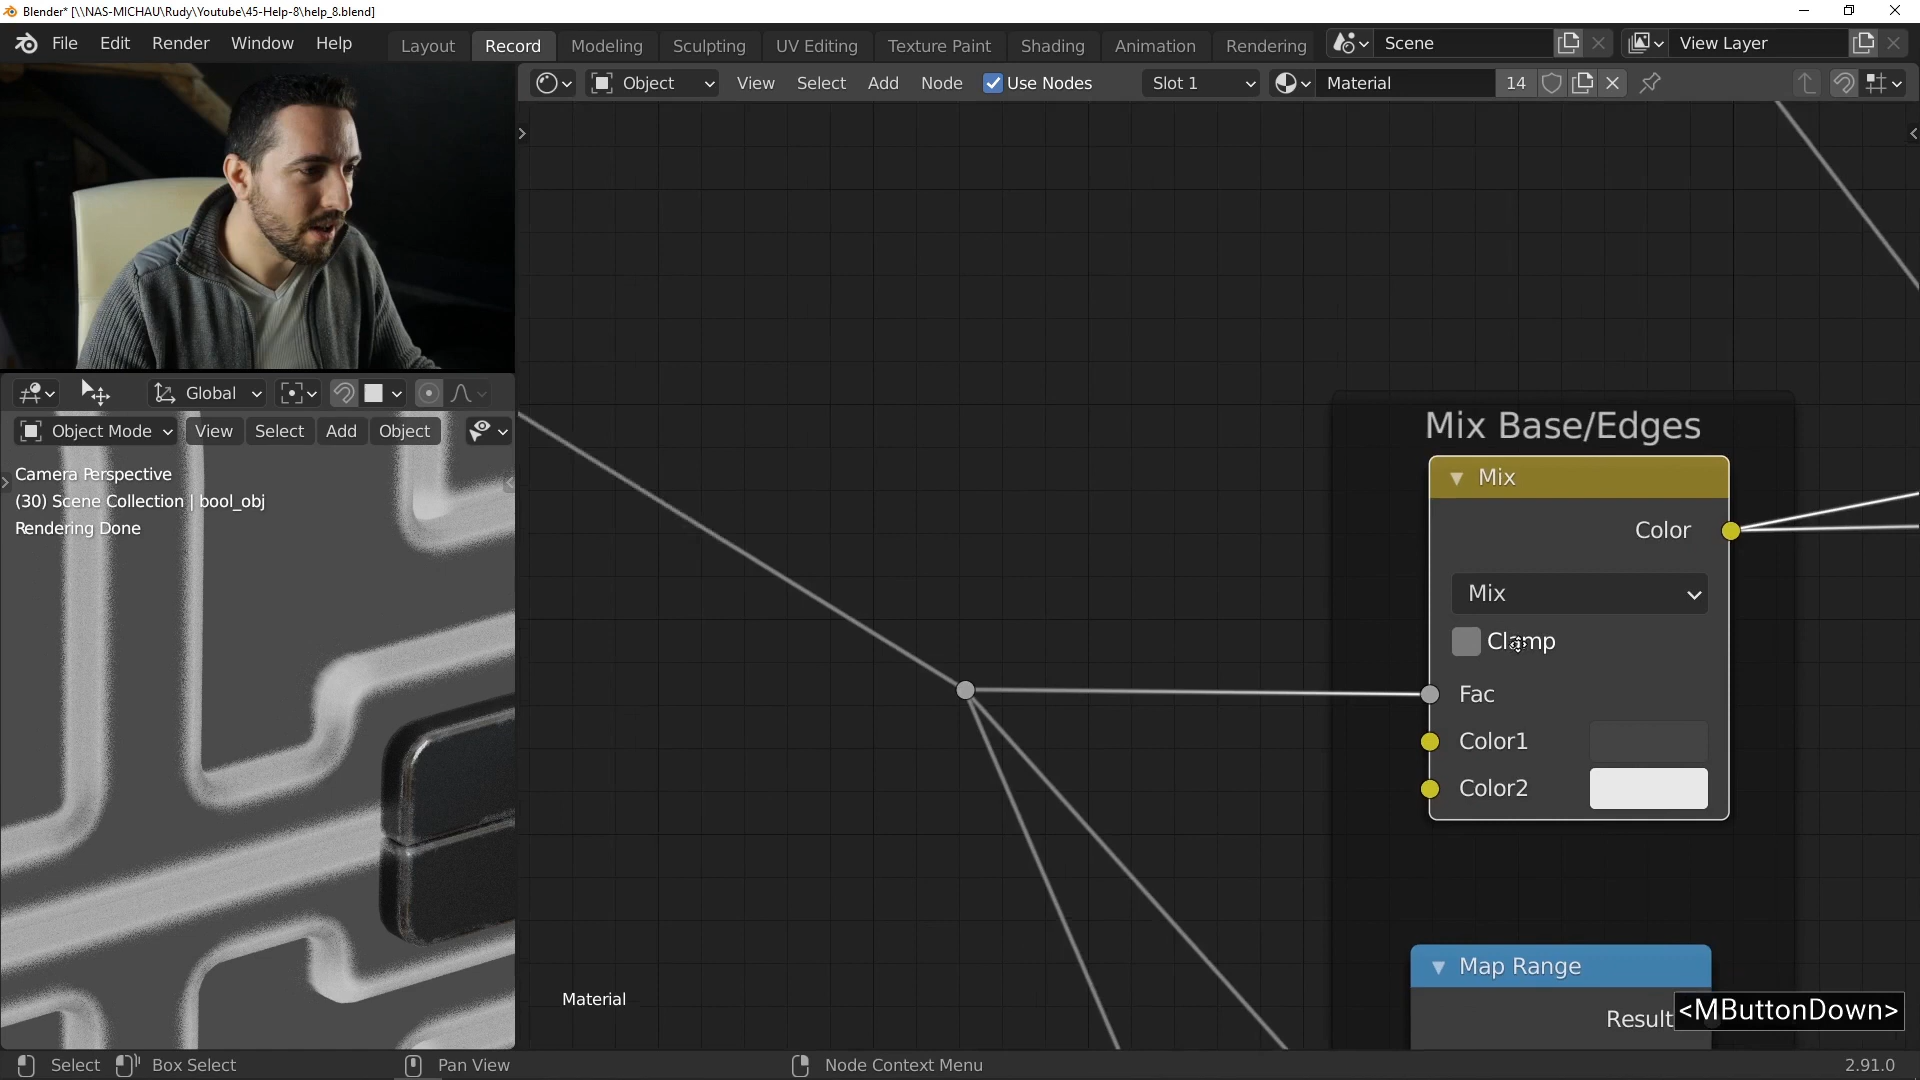 Blender* [\\NAS-MICHAU\Rudy\Youtube\45-Help-8\help_8.blend]
File Edit Render Window Help Layout Record Modeling Sculpting UV Editing Texture Paint Shading Animation Rendering Scene View Layer
Object View Select Add Node Use Nodes Slot 1 Material 14
Global
Object Mode View Select Add Object
Camera Perspective
(30) Scene Collection | bool_obj
Rendering Done
Mix Base/Edges
Mix
Color
Mix
Clamp
Fac
Color1
Color2
Map Range
Result
Material
<MButtonDown>
Select Box Select Pan View Node Context Menu 2.91.0